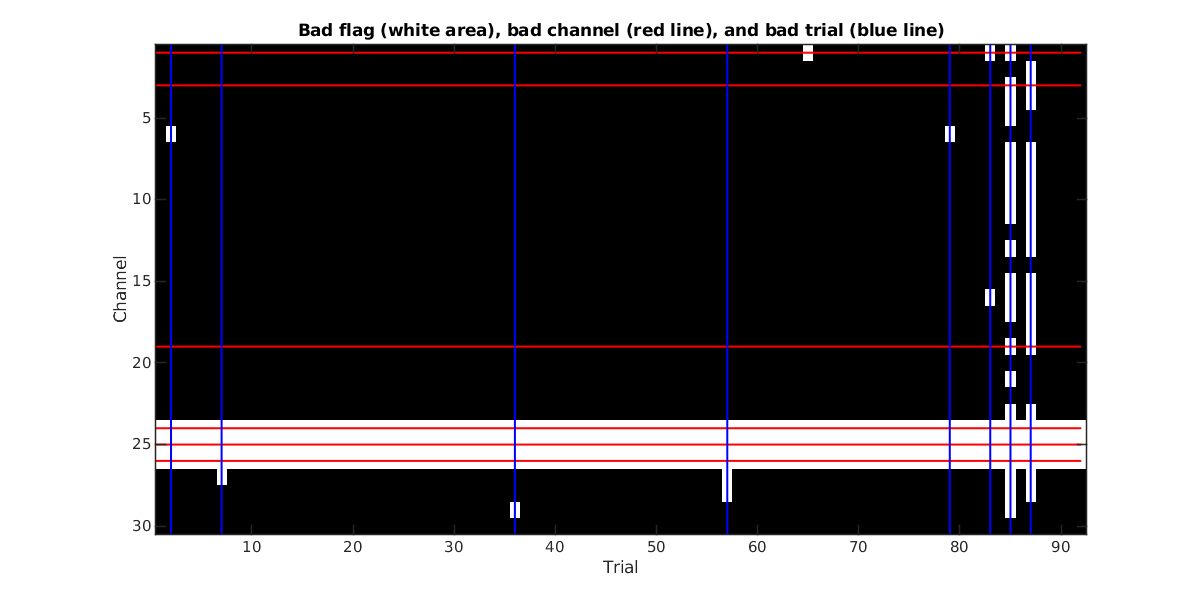 Bad flag (white area), bad channel (red line), and bad trial (blue line)
5
10
15
20
25
30
Channel
10 20 30 40 50 60 70 80 90
Trial